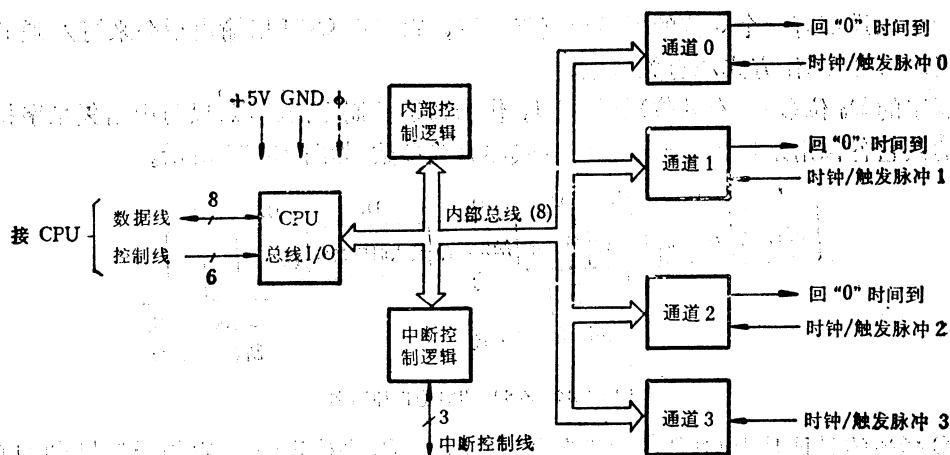 通道 0
回 “0” 时间到
时钟/触发脉冲 0
+5V GND ϕ
内部控
制逻辑
通道 1
回 “0” 时间到
时钟/触发脉冲 1
接 CPU
数据线
8
控制线
6
CPU
总线 I/O
内部总线 (8)
中断控
制逻辑
3
中断控制线
通道 2
回 “0” 时间到
时钟/触发脉冲 2
通道 3
时钟/触发脉冲 3